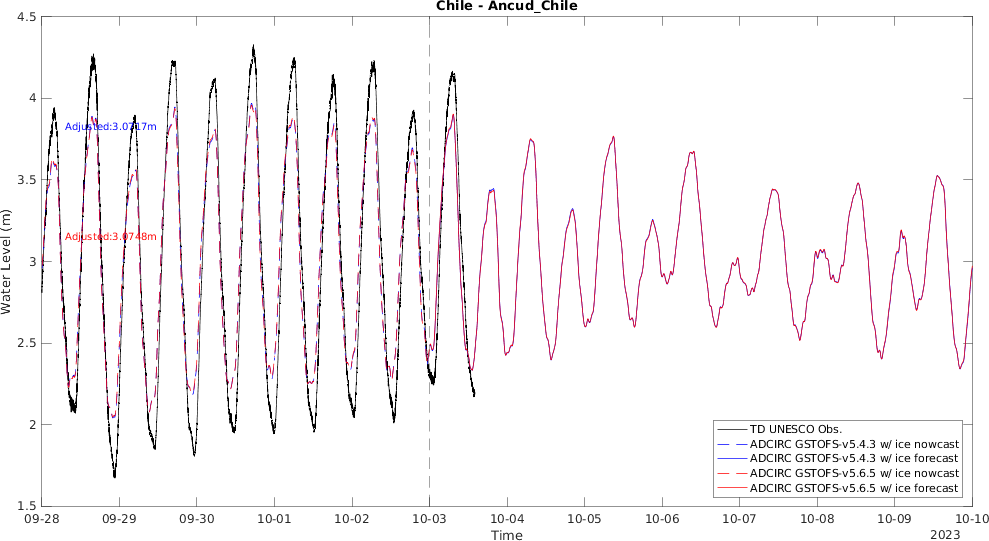 Chile - Ancud_Chile
4.5
4
3.5
3
2.5
2
1.5
Water Level (m)
Adjusted:3.0217m
Adjusted:3.0748m
TD UNESCO Obs.
ADCIRC GSTOFS-v5.4.3 w/ ice nowcast
ADCIRC GSTOFS-v5.4.3 w/ ice forecast
ADCIRC GSTOFS-v5.6.5 w/ ice nowcast
ADCIRC GSTOFS-v5.6.5 w/ ice forecast
09-28 09-29 09-30 10-01 10-02 10-03 10-04 10-05 10-06 10-07 10-08 10-09 10-10
Time
2023